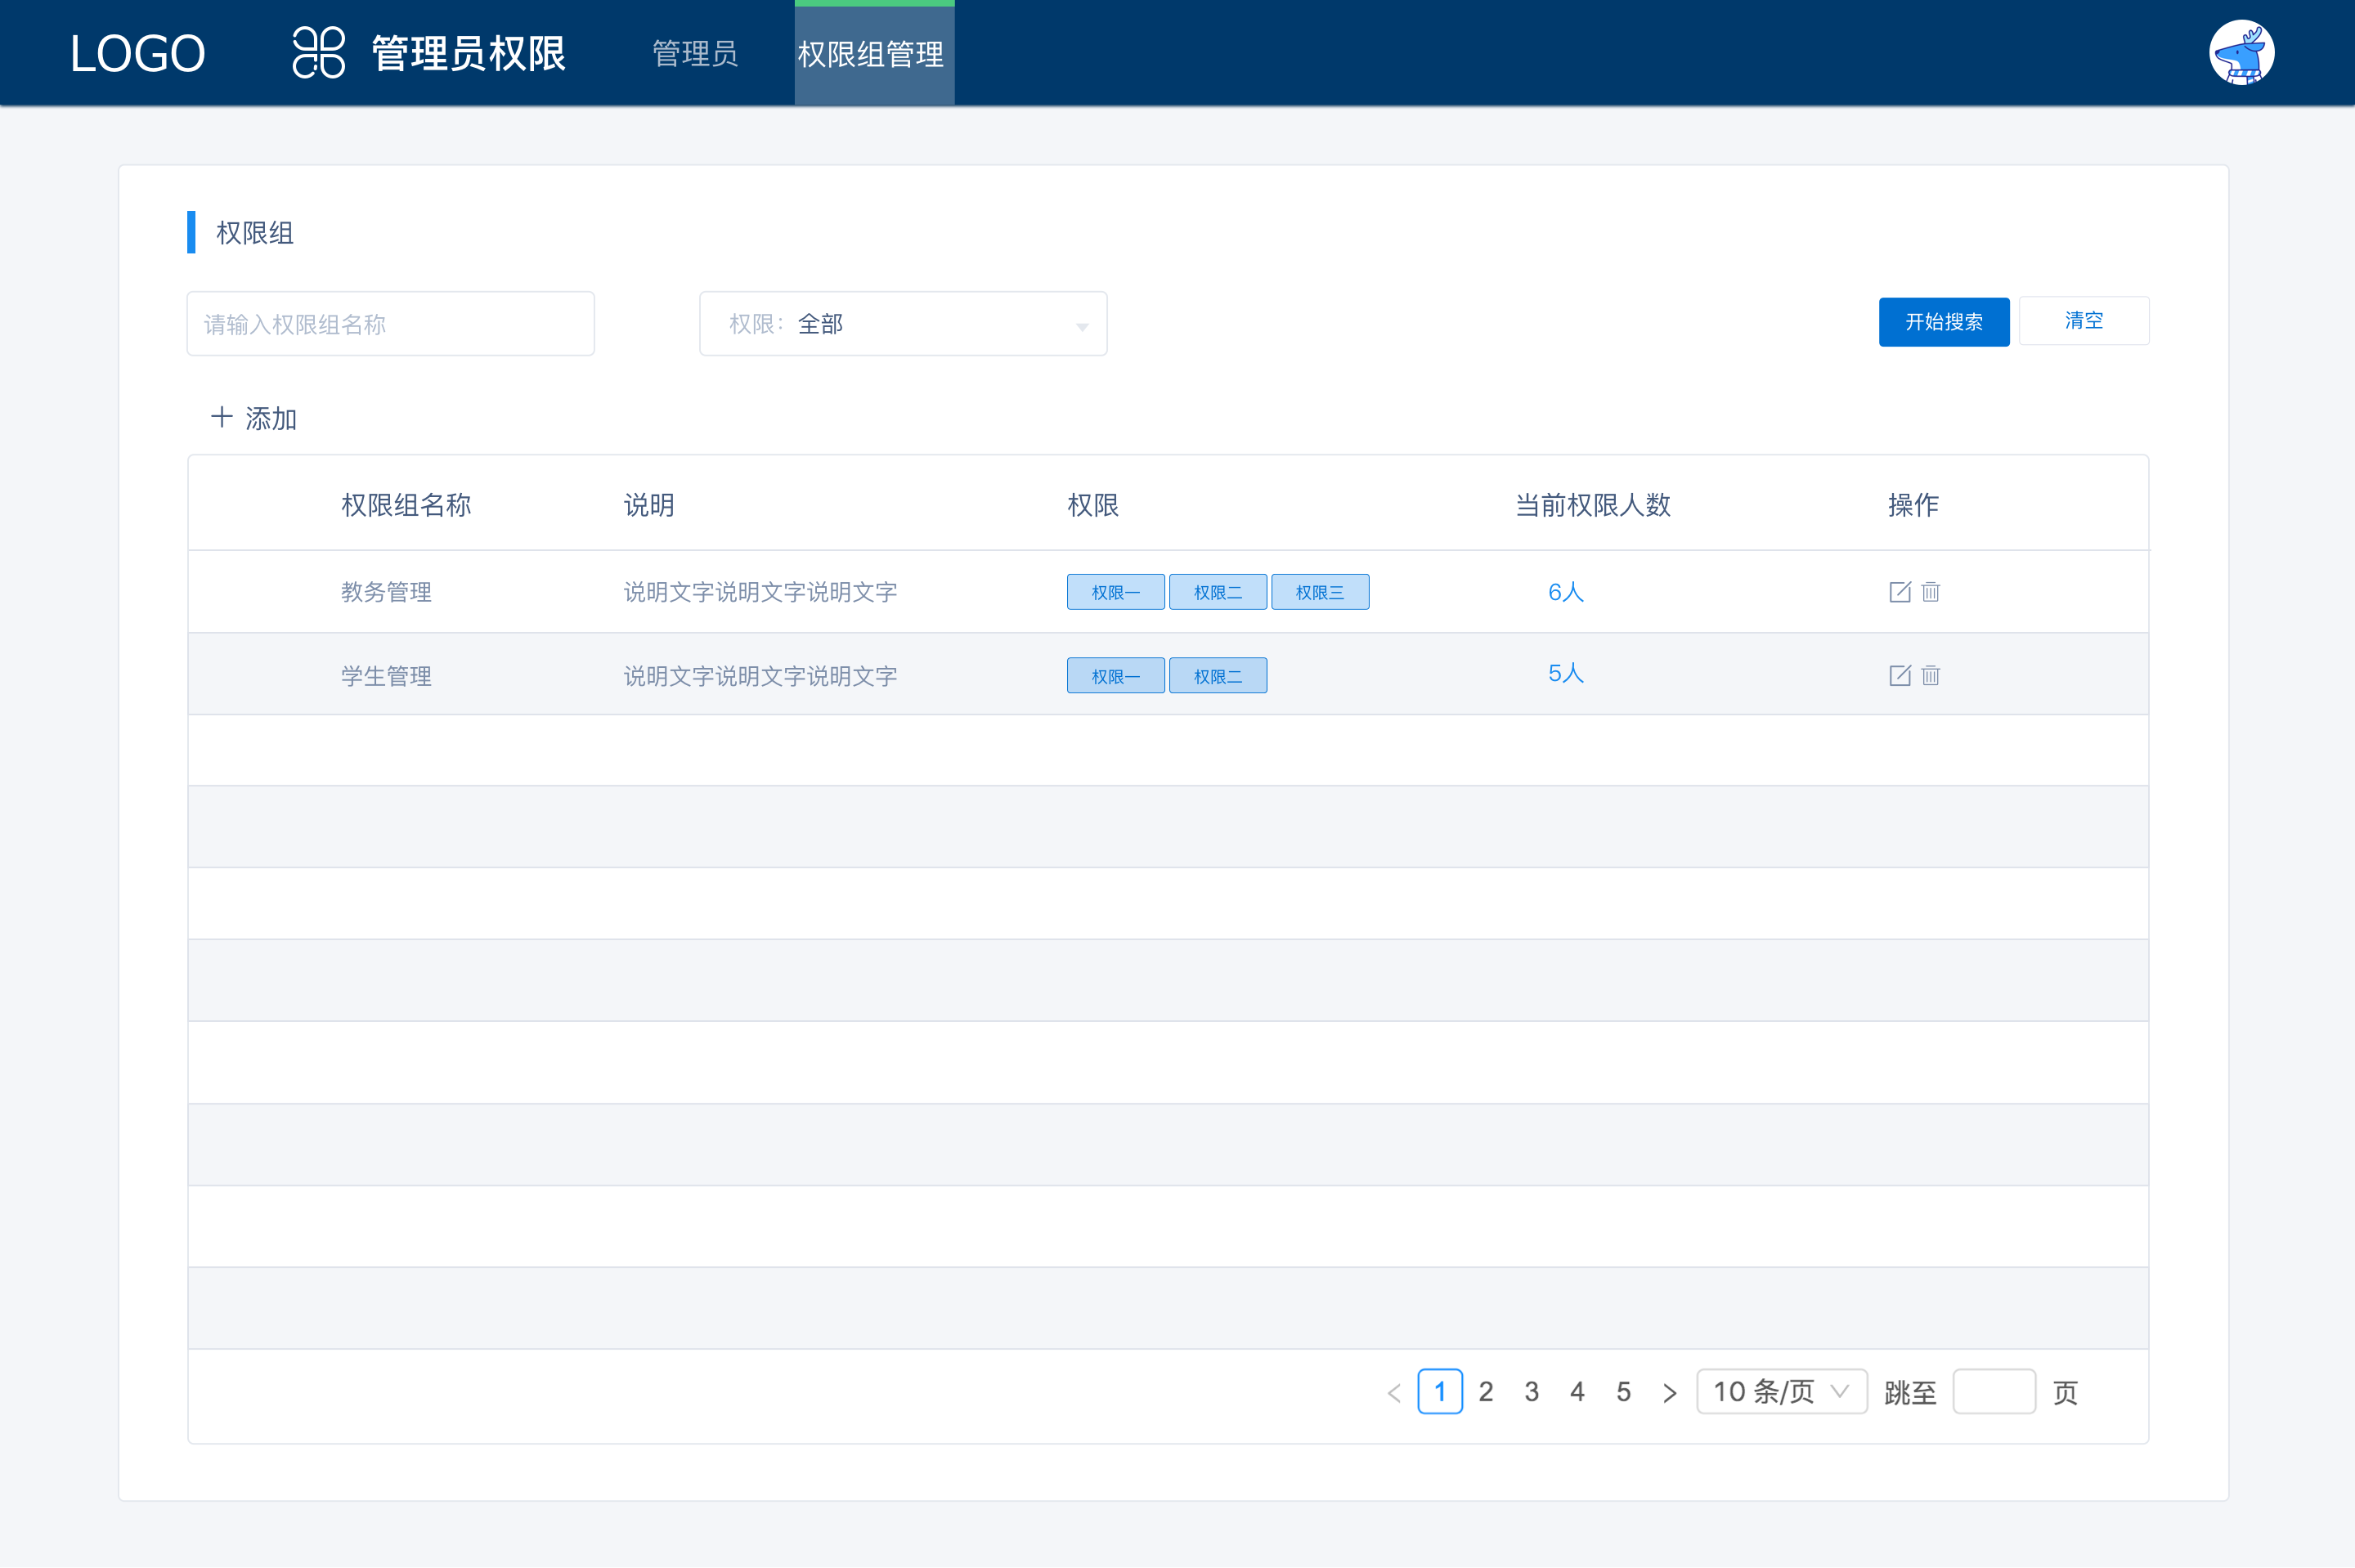 LOGO 管理员权限 管理员 权限组管理
权限组
请输入权限组名称 权限: 全部 开始搜索 清空
添加
权限组名称 说明 权限 当前权限人数 操作
教务管理 说明文字说明文字说明文字 权限一 权限二 权限三 6人
学生管理 说明文字说明文字说明文字 权限一 权限二 5人
1 2 3 4 5 10 条/页 跳至 页